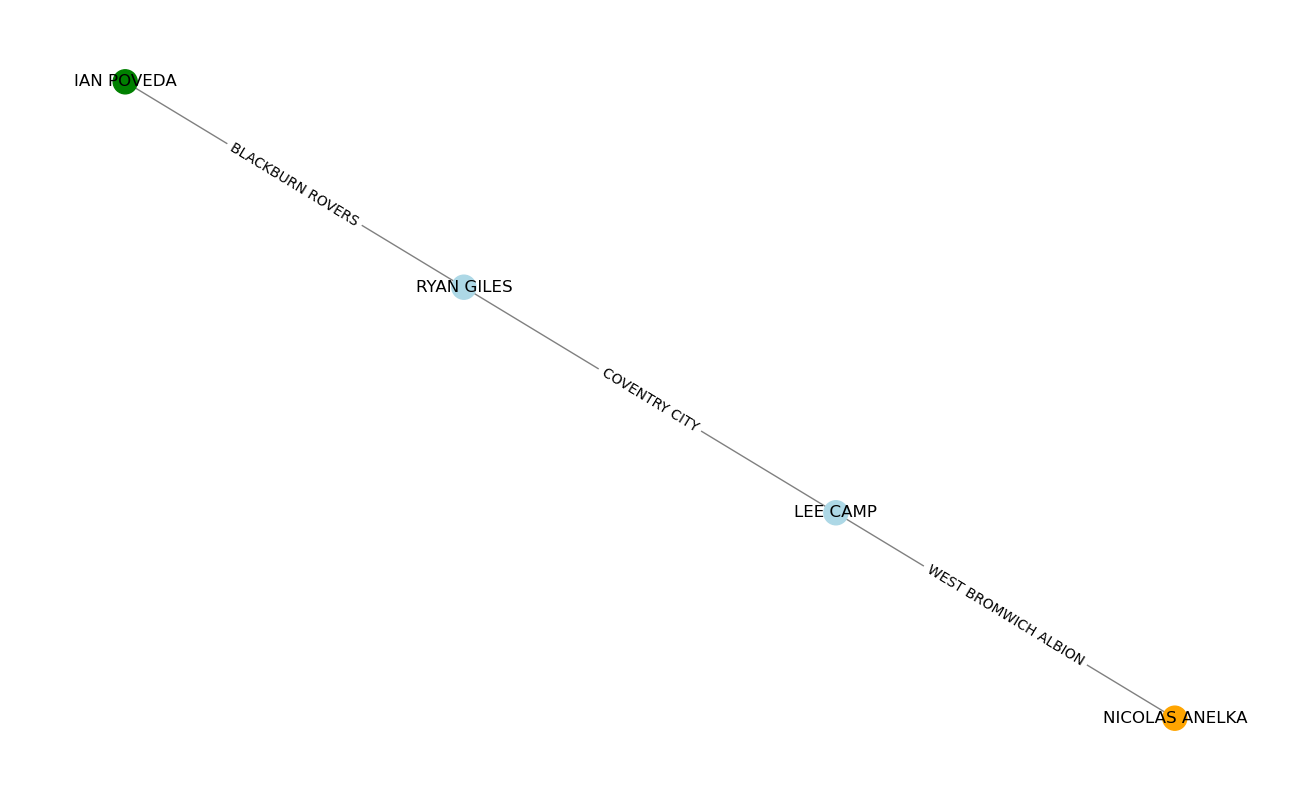 IAN POVEDA
BLACKBURN ROVERS
RYAN GILES
COVENTRY CITY
LEE CAMP
WEST BROMWICH ALBION
NICOLAS ANELKA